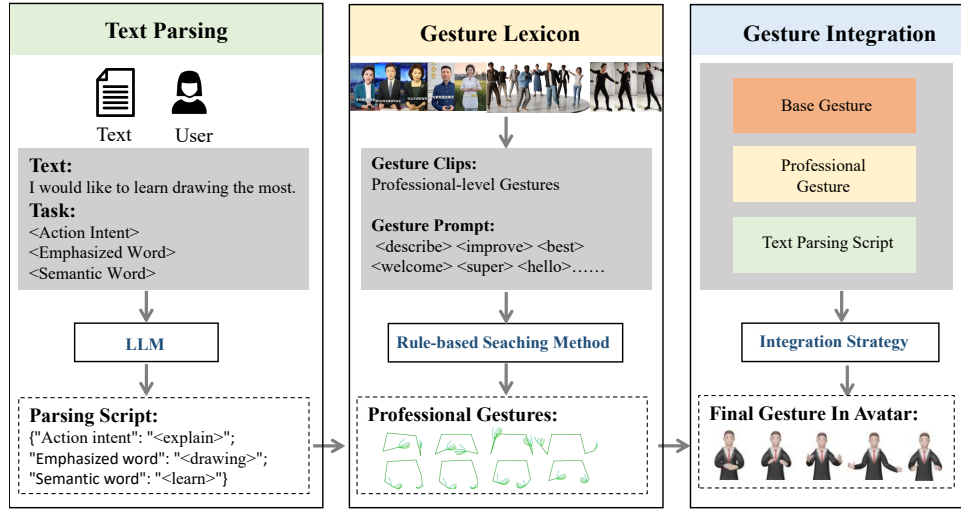 Text Parsing
Text
User
Text:
I would like to learn drawing the most.
Task:
<Action Intent>
<Emphasized Word>
<Semantic Word>
LLM
Parsing Script:
{"Action intent": "<explain>";
"Emphasized word": "<drawing>";
"Semantic word": "<learn>"}
Gesture Lexicon
Gesture Clips:
Professional-level Gestures
Gesture Prompt:
<describe> <improve> <best>
<welcome> <super> <hello>……
Rule-based Seaching Method
Professional Gestures:
Gesture Integration
Base Gesture
Professional
Gesture
Text Parsing Script
Integration Strategy
Final Gesture In Avatar: